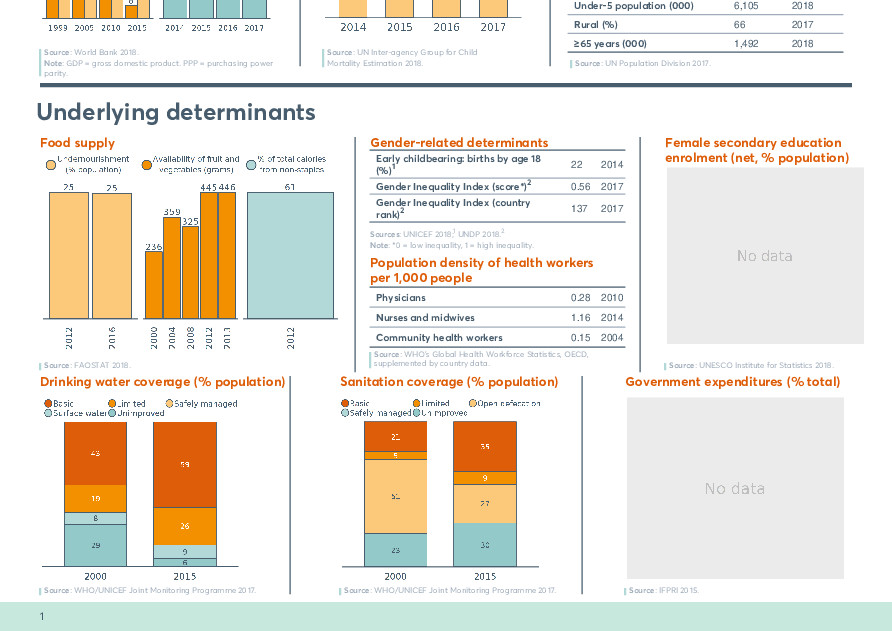 Under-5 population (000) 6,105 2018
Rural (%) 66 2017
≥65 years (000) 1,492 2018
1999 2005 2010 2015
2014 2015 2016 2017
2014 2015 2016 2017
Source: World Bank 2018.
Note: GDP = gross domestic product. PPP = purchasing power
parity.
Source: UN Inter-agency Group for Child
Mortality Estimation 2018.
Source: UN Population Division 2017.
Underlying determinants
Food supply
Undernourishment
(% population)
Availability of fruit and
vegetables (grams)
% of total calories
from non-staples
25 25
236 359 325 445 446
61
2012 2016
2000 2004 2008 2012 2013
2012
Source: FAOSTAT 2018.
Gender-related determinants
Early childbearing: births by age 18
(%)1 22 2014
Gender Inequality Index (score*)2 0.56 2017
Gender Inequality Index (country
rank)2 137 2017
Sources: UNICEF 2018,1 UNDP 2018.2
Note: *0 = low inequality, 1 = high inequality.
Population density of health workers
per 1,000 people
Physicians 0.28 2010
Nurses and midwives 1.16 2014
Community health workers 0.15 2004
Source: WHO's Global Health Workforce Statistics, OECD,
supplemented by country data.
Female secondary education
enrolment (net, % population)
No data
Source: UNESCO Institute for Statistics 2018.
Drinking water coverage (% population)
Basic Limited Safely managed
Surface water Unimproved
43 59
19 26
8 9
29 6
2000 2015
Source: WHO/UNICEF Joint Monitoring Programme 2017.
Sanitation coverage (% population)
Basic Limited Open defecation
Safely managed Unimproved
21 35
5 9
51 27
23 30
2000 2015
Source: WHO/UNICEF Joint Monitoring Programme 2017.
Government expenditures (% total)
No data
Source: IFPRI 2015.
1